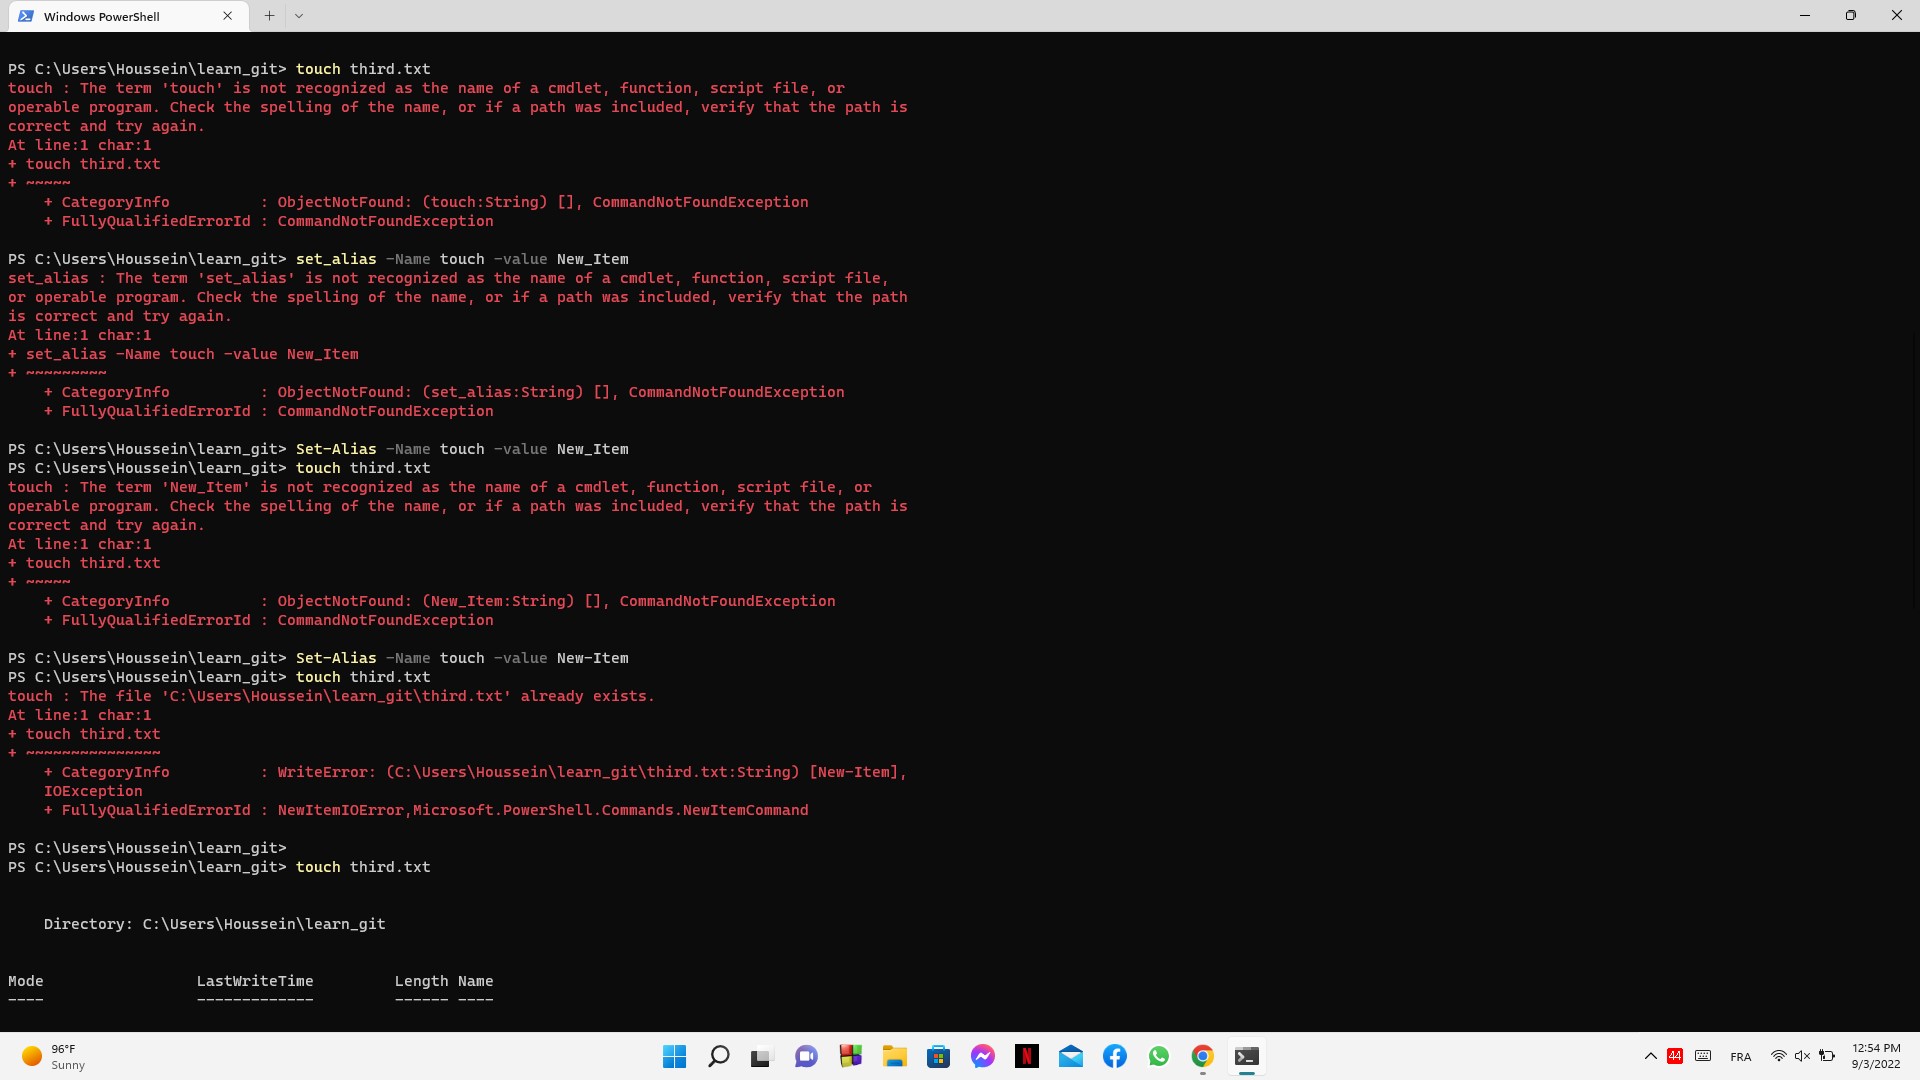 Windows PowerShell
PS C:\Users\Houssein\learn_git> touch third.txt
touch : The term 'touch' is not recognized as the name of a cmdlet, function, script file, or
operable program. Check the spelling of the name, or if a path was included, verify that the path is
correct and try again.
At line:1 char:1
+ touch third.txt
+ ~~~~~
    + CategoryInfo          : ObjectNotFound: (touch:String) [], CommandNotFoundException
    + FullyQualifiedErrorId : CommandNotFoundException
PS C:\Users\Houssein\learn_git> set_alias -Name touch -value New_Item
set_alias : The term 'set_alias' is not recognized as the name of a cmdlet, function, script file,
or operable program. Check the spelling of the name, or if a path was included, verify that the path
is correct and try again.
At line:1 char:1
+ set_alias -Name touch -value New_Item
+ ~~~~~~~~~
    + CategoryInfo          : ObjectNotFound: (set_alias:String) [], CommandNotFoundException
    + FullyQualifiedErrorId : CommandNotFoundException
PS C:\Users\Houssein\learn_git> Set-Alias -Name touch -value New_Item
PS C:\Users\Houssein\learn_git> touch third.txt
touch : The term 'New_Item' is not recognized as the name of a cmdlet, function, script file, or
operable program. Check the spelling of the name, or if a path was included, verify that the path is
correct and try again.
At line:1 char:1
+ touch third.txt
+ ~~~~~
    + CategoryInfo          : ObjectNotFound: (New_Item:String) [], CommandNotFoundException
    + FullyQualifiedErrorId : CommandNotFoundException
PS C:\Users\Houssein\learn_git> Set-Alias -Name touch -value New-Item
PS C:\Users\Houssein\learn_git> touch third.txt
touch : The file 'C:\Users\Houssein\learn_git\third.txt' already exists.
At line:1 char:1
+ touch third.txt
+ ~~~~~~~~~~~~~~~
    + CategoryInfo          : WriteError: (C:\Users\Houssein\learn_git\third.txt:String) [New-Item],
    IOException
    + FullyQualifiedErrorId : NewItemIOError,Microsoft.PowerShell.Commands.NewItemCommand
PS C:\Users\Houssein\learn_git>
PS C:\Users\Houssein\learn_git> touch third.txt
    Directory: C:\Users\Houssein\learn_git
Mode                 LastWriteTime         Length Name
----                 -------------         ------ ----
96°F
Sunny
44
FRA
12:54 PM
9/3/2022